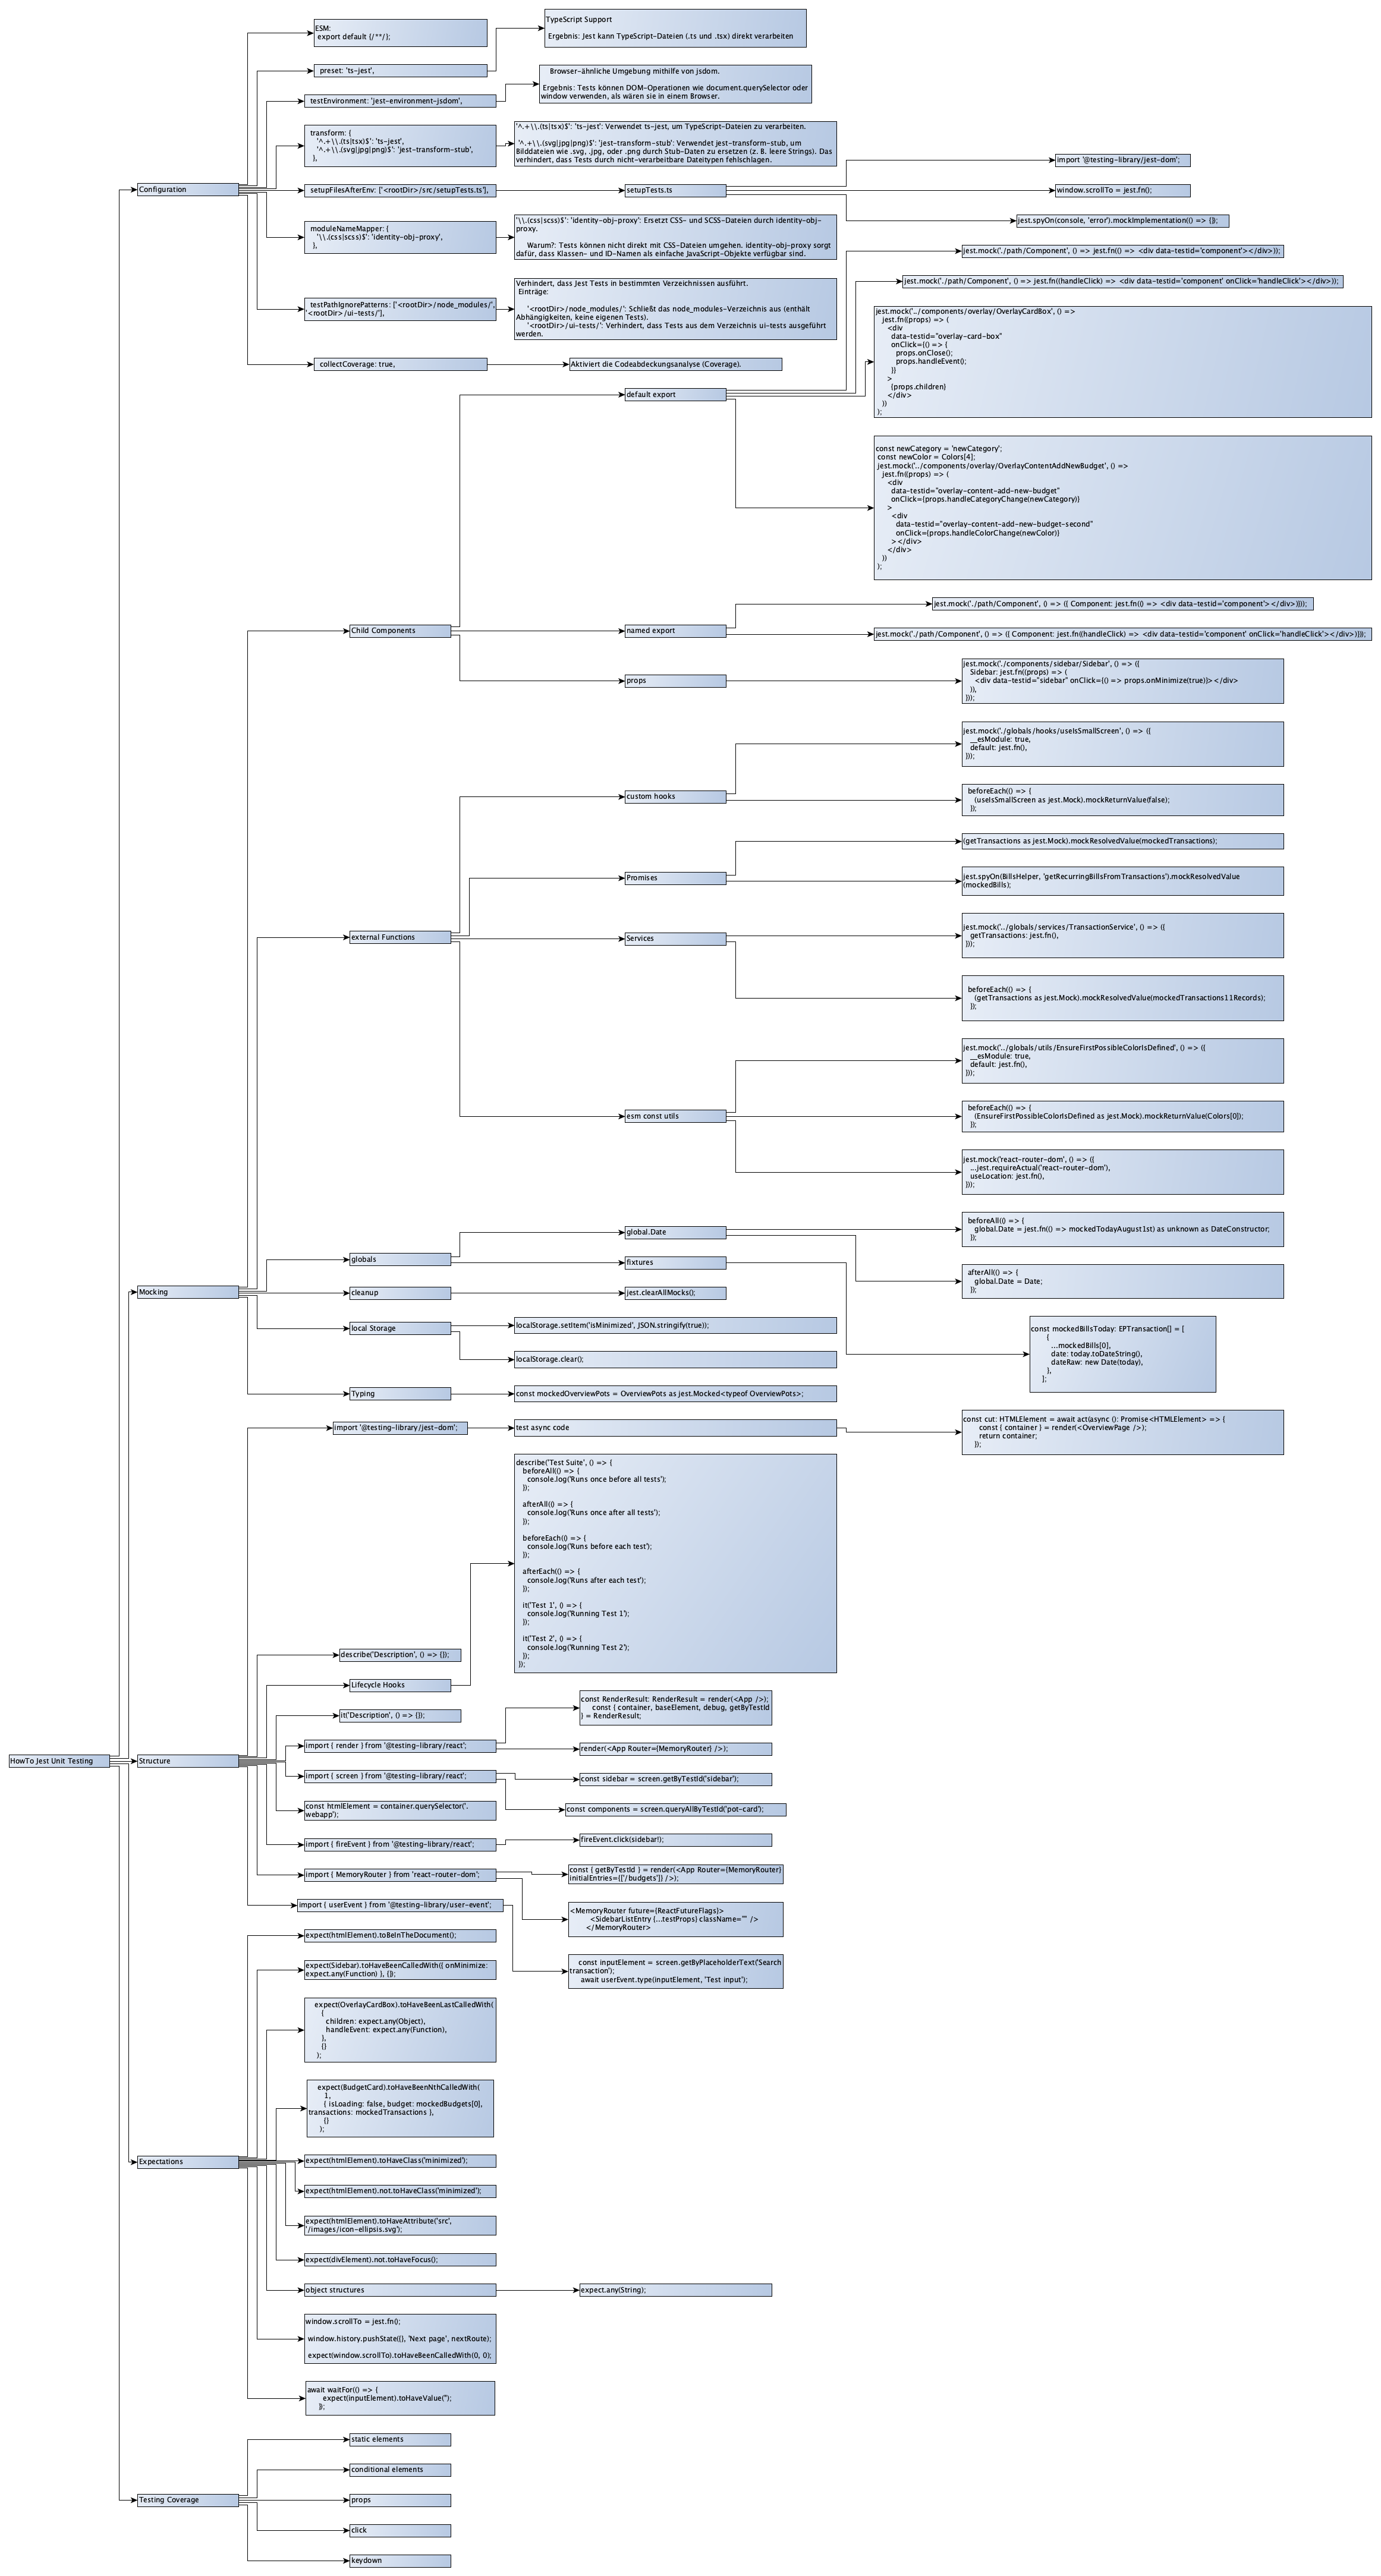 HowTo Jest Unit Testing
Configuration
ESM:
export default {/**/};
preset: 'ts-jest',
TypeScript Support
Ergebnis: Jest kann TypeScript-Dateien (.ts und .tsx) direkt verarbeiten
testEnvironment: 'jest-environment-jsdom',
Browser-ähnliche Umgebung mithilfe von jsdom.
Ergebnis: Tests können DOM-Operationen wie document.querySelector oder
window verwenden, als wären sie in einem Browser.
transform: {
'^.+\\.(ts|tsx)$': 'ts-jest',
'^.+\\.(svg|jpg|png)$': 'jest-transform-stub',
},
'^.+\\.(ts|tsx)$': 'ts-jest': Verwendet ts-jest, um TypeScript-Dateien zu verarbeiten.
'^.+\\.(svg|jpg|png)$': 'jest-transform-stub': Verwendet jest-transform-stub, um
Bilddateien wie .svg, .jpg, oder .png durch Stub-Daten zu ersetzen (z. B. leere Strings). Das
verhindert, dass Tests durch nicht-verarbeitbare Dateitypen fehlschlagen.
setupFilesAfterEnv: ['<rootDir>/src/setupTests.ts'],
setupTests.ts
import '@testing-library/jest-dom';
window.scrollTo = jest.fn();
jest.spyOn(console, 'error').mockImplementation(() => {});
moduleNameMapper: {
'\\.(css|scss)$': 'identity-obj-proxy',
},
'\\.(css|scss)$': 'identity-obj-proxy': Ersetzt CSS- und SCSS-Dateien durch identity-obj-
proxy.
Warum?: Tests können nicht direkt mit CSS-Dateien umgehen. identity-obj-proxy sorgt
dafür, dass Klassen- und ID-Namen als einfache JavaScript-Objekte verfügbar sind.
testPathIgnorePatterns: ['<rootDir>/node_modules/',
'<rootDir>/ui-tests/'],
Verhindert, dass Jest Tests in bestimmten Verzeichnissen ausführt.
Einträge:
'<rootDir>/node_modules/': Schließt das node_modules-Verzeichnis aus (enthält
Abhängigkeiten, keine eigenen Tests).
'<rootDir>/ui-tests/': Verhindert, dass Tests aus dem Verzeichnis ui-tests ausgeführt
werden.
collectCoverage: true,
Aktiviert die Codeabdeckungsanalyse (Coverage).
Mocking
Child Components
default export
jest.mock('./path/Component', () => jest.fn(() => <div data-testid='component'></div>));
jest.mock('./path/Component', () => jest.fn((handleClick) => <div data-testid='component' onClick='handleClick'></div>));
jest.mock('../components/overlay/OverlayCardBox', () =>
jest.fn((props) => (
<div
data-testid="overlay-card-box"
onClick={() => {
props.onClose();
props.handleEvent();
}}
>
{props.children}
</div>
))
);
const newCategory = 'newCategory';
const newColor = Colors[4];
jest.mock('../components/overlay/OverlayContentAddNewBudget', () =>
jest.fn((props) => (
<div
data-testid="overlay-content-add-new-budget"
onClick={props.handleCategoryChange(newCategory)}
>
<div
data-testid="overlay-content-add-new-budget-second"
onClick={props.handleColorChange(newColor)}
></div>
</div>
))
);
named export
jest.mock('./path/Component', () => ({ Component: jest.fn(() => <div data-testid='component'></div>)}));
jest.mock('./path/Component', () => ({ Component: jest.fn((handleClick) => <div data-testid='component' onClick='handleClick'></div>)}));
props
jest.mock('./components/sidebar/Sidebar', () => ({
Sidebar: jest.fn((props) => (
<div data-testid="sidebar" onClick={() => props.onMinimize(true)}></div>
)),
}));
external Functions
custom hooks
jest.mock('./globals/hooks/useIsSmallScreen', () => ({
__esModule: true,
default: jest.fn(),
}));
beforeEach(() => {
(useIsSmallScreen as jest.Mock).mockReturnValue(false);
});
Promises
(getTransactions as jest.Mock).mockResolvedValue(mockedTransactions);
jest.spyOn(BillsHelper, 'getRecurringBillsFromTransactions').mockResolvedValue
(mockedBills);
Services
jest.mock('../globals/services/TransactionService', () => ({
getTransactions: jest.fn(),
}));
beforeEach(() => {
(getTransactions as jest.Mock).mockResolvedValue(mockedTransactions11Records);
});
esm const utils
jest.mock('../globals/utils/EnsureFirstPossibleColorIsDefined', () => ({
__esModule: true,
default: jest.fn(),
}));
beforeEach(() => {
(EnsureFirstPossibleColorIsDefined as jest.Mock).mockReturnValue(Colors[0]);
});
jest.mock('react-router-dom', () => ({
...jest.requireActual('react-router-dom'),
useLocation: jest.fn(),
}));
globals
global.Date
beforeAll(() => {
global.Date = jest.fn(() => mockedTodayAugust1st) as unknown as DateConstructor;
});
afterAll(() => {
global.Date = Date;
});
fixtures
const mockedBillsToday: EPTransaction[] = [
{
...mockedBills[0],
date: today.toDateString(),
dateRaw: new Date(today),
},
];
cleanup
jest.clearAllMocks();
local Storage
localStorage.setItem('isMinimized', JSON.stringify(true));
localStorage.clear();
Typing
const mockedOverviewPots = OverviewPots as jest.Mocked<typeof OverviewPots>;
Structure
import '@testing-library/jest-dom';
test async code
const cut: HTMLElement = await act(async (): Promise<HTMLElement> => {
const { container } = render(<OverviewPage />);
return container;
});
describe('Description', () => {});
Lifecycle Hooks
describe('Test Suite', () => {
beforeAll(() => {
console.log('Runs once before all tests');
});
afterAll(() => {
console.log('Runs once after all tests');
});
beforeEach(() => {
console.log('Runs before each test');
});
afterEach(() => {
console.log('Runs after each test');
});
it('Test 1', () => {
console.log('Running Test 1');
});
it('Test 2', () => {
console.log('Running Test 2');
});
});
it('Description', () => {});
import { render } from '@testing-library/react';
const RenderResult: RenderResult = render(<App />);
const { container, baseElement, debug, getByTestId
} = RenderResult;
render(<App Router={MemoryRouter} />);
import { screen } from '@testing-library/react';
const sidebar = screen.getByTestId('sidebar');
const components = screen.queryAllByTestId('pot-card');
const htmlElement = container.querySelector('.
webapp');
import { fireEvent } from '@testing-library/react';
fireEvent.click(sidebar!);
import { MemoryRouter } from 'react-router-dom';
const { getByTestId } = render(<App Router={MemoryRouter}
initialEntries={['/budgets']} />);
<MemoryRouter future={ReactFutureFlags}>
<SidebarListEntry {...testProps} className="" />
</MemoryRouter>
import { userEvent } from '@testing-library/user-event';
const inputElement = screen.getByPlaceholderText('Search
transaction');
await userEvent.type(inputElement, 'Test input');
Expectations
expect(htmlElement).toBeInTheDocument();
expect(Sidebar).toHaveBeenCalledWith({ onMinimize:
expect.any(Function) }, {});
expect(OverlayCardBox).toHaveBeenLastCalledWith(
{
children: expect.any(Object),
handleEvent: expect.any(Function),
},
{}
);
expect(BudgetCard).toHaveBeenNthCalledWith(
1,
{ isLoading: false, budget: mockedBudgets[0],
transactions: mockedTransactions },
{}
);
expect(htmlElement).toHaveClass('minimized');
expect(htmlElement).not.toHaveClass('minimized');
expect(htmlElement).toHaveAttribute('src',
'/images/icon-ellipsis.svg');
expect(divElement).not.toHaveFocus();
object structures
expect.any(String);
window.scrollTo = jest.fn();
window.history.pushState({}, 'Next page', nextRoute);
expect(window.scrollTo).toHaveBeenCalledWith(0, 0);
await waitFor(() => {
expect(inputElement).toHaveValue('');
});
Testing Coverage
static elements
conditional elements
props
click
keydown